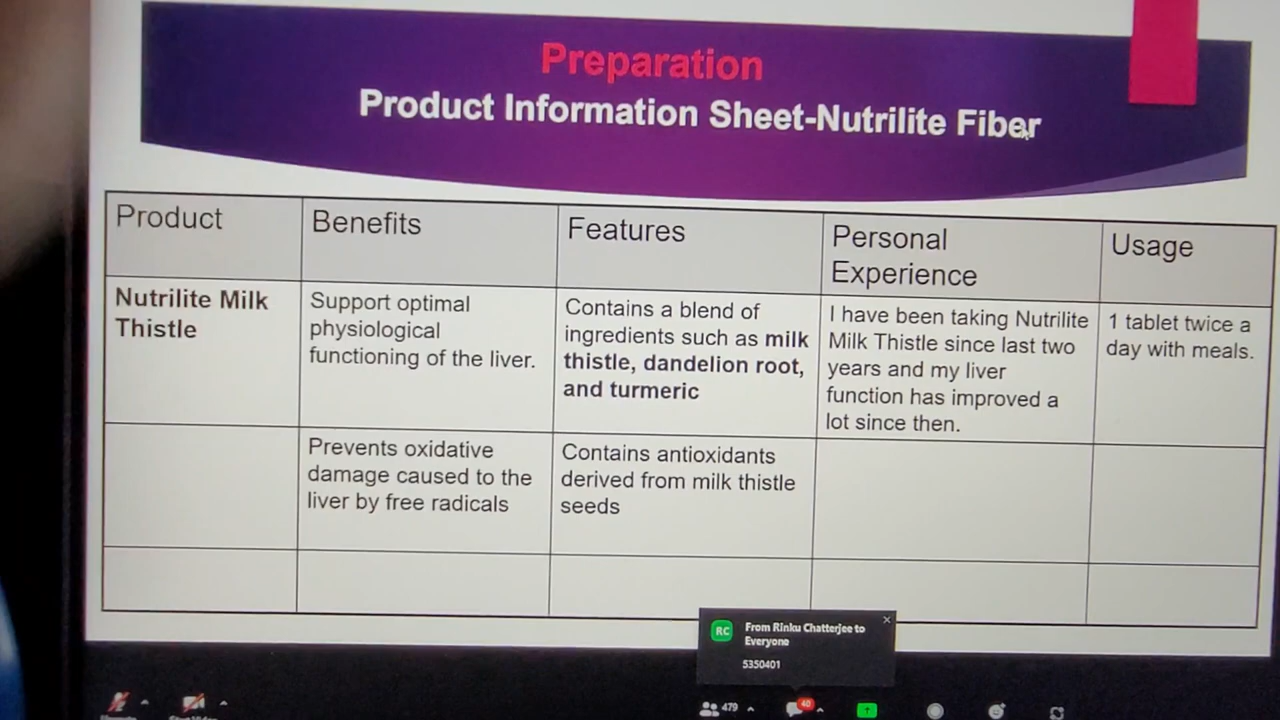 Preparation
Product Information Sheet-Nutrilite Fiber
Product
Benefits
Features
Personal
Experience
Usage
Nutrilite Milk
Thistle
Support optimal
physiological
functioning of the liver.
Contains a blend of
ingredients such as milk
thistle, dandelion root,
and turmeric
I have been taking Nutrilite
Milk Thistle since last two
years and my liver
function has improved a
lot since then.
1 tablet twice a
day with meals.
Prevents oxidative
damage caused to the
liver by free radicals
Contains antioxidants
derived from milk thistle
seeds
RC
From Rinku Chatterjee to
Everyone
5350401
479
40